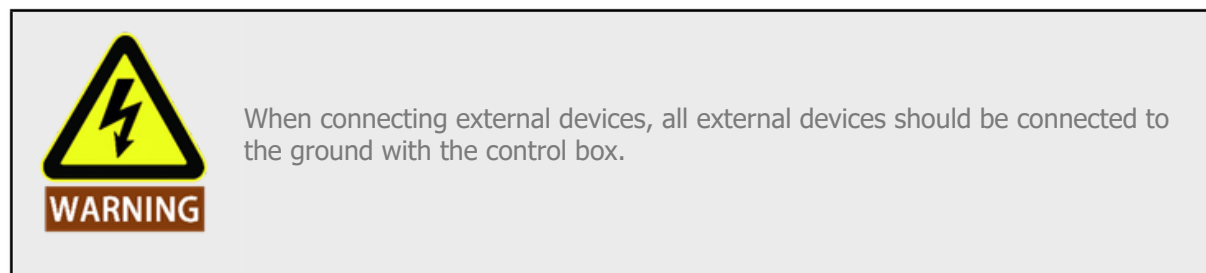 When connecting external devices, all external devices should be connected to
the ground with the control box.
WARNING